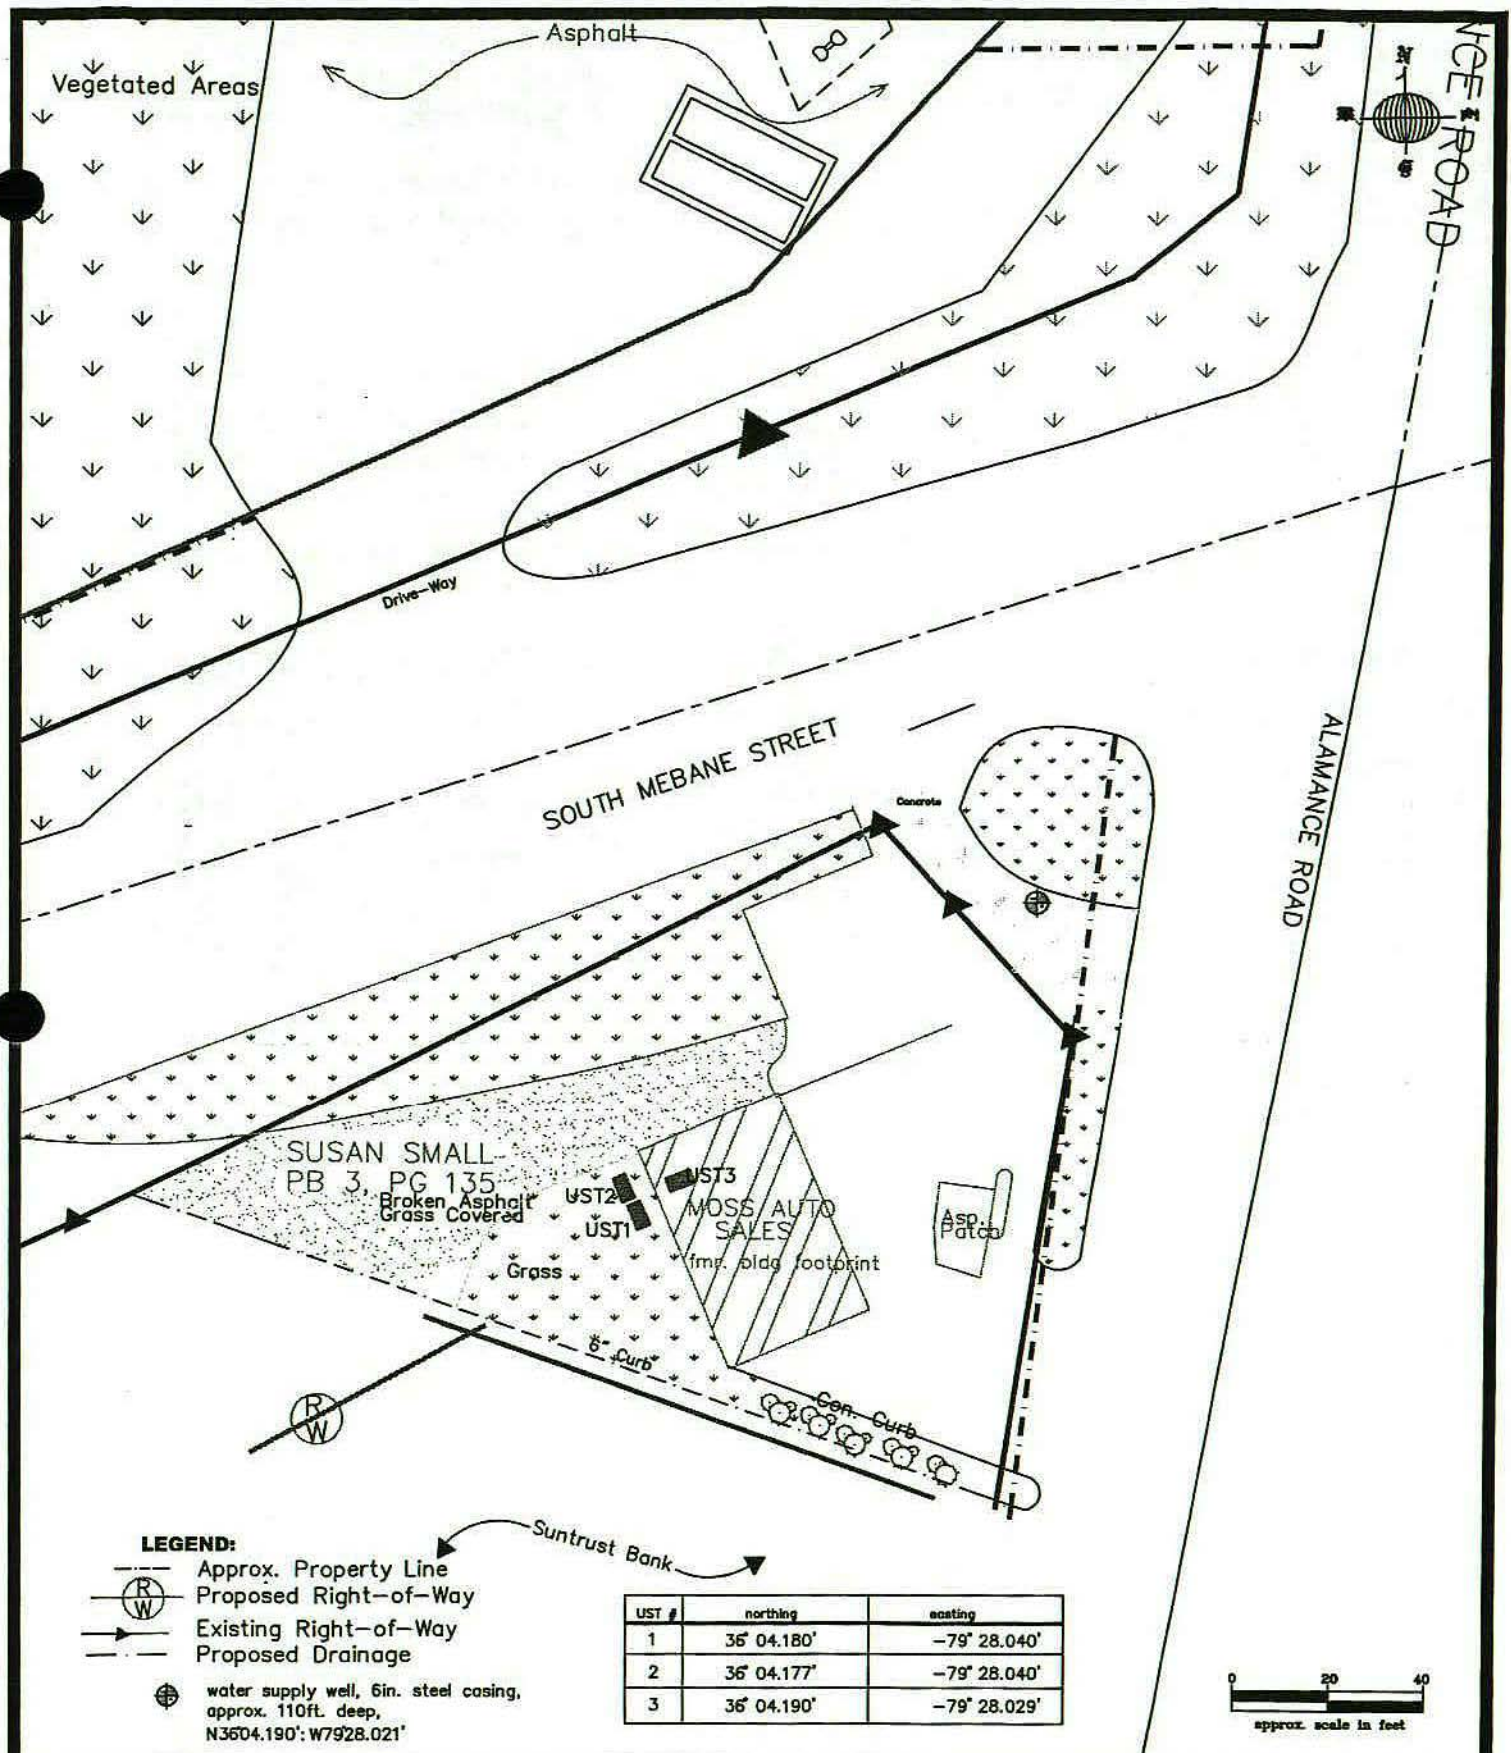 Asphalt
Vegetated Areas
NCE ROAD
Drive-Way
SOUTH MEBANE STREET
ALAMANCE ROAD
Concrete
SUSAN SMALL
PB 3, PG 135
Broken Asphalt
Grass Covered
UST2
UST1
UST3
MOSS AUTO
SALES
fmr. bldg footprint
Asp.
Patch
Grass
6" Curb
Con. Curb
R
W
Suntrust Bank
LEGEND:
Approx. Property Line
R
W
Proposed Right-of-Way
Existing Right-of-Way
Proposed Drainage
water supply well, 6in. steel casing,
approx. 110ft. deep,
N3604.190': W7928.021'
UST # northing easting
1 36° 04.180' -79° 28.040'
2 36° 04.177' -79° 28.040'
3 36° 04.190' -79° 28.029'
0 20 40
approx. scale in feet